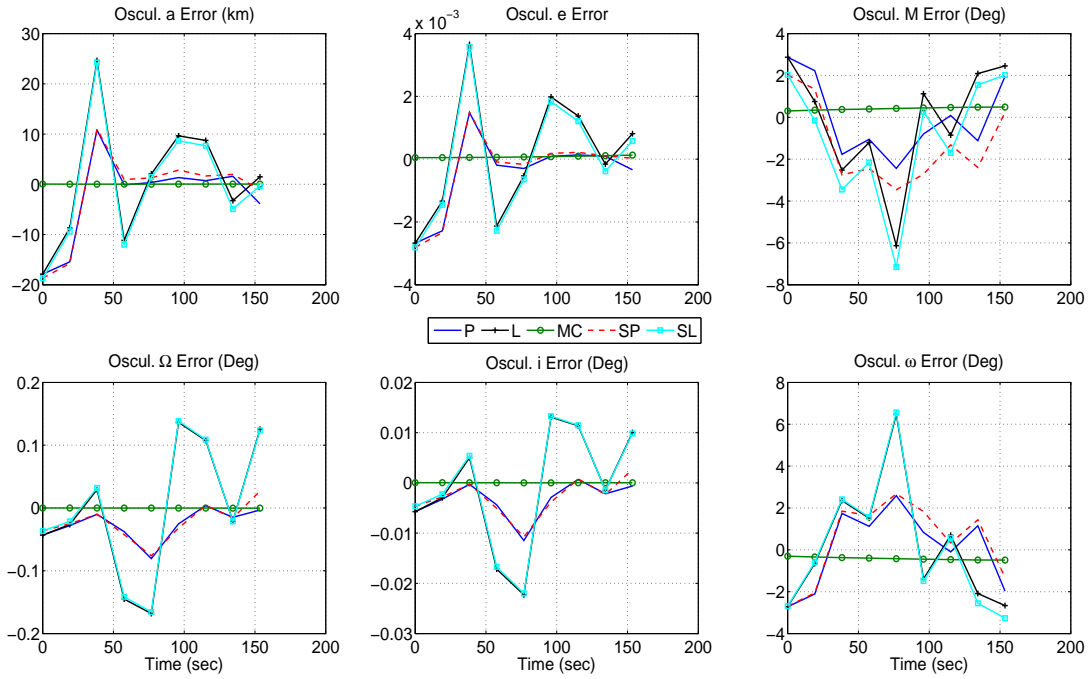 Oscul. a Error (km)
30
20
10
0
−10
−20
0 50 100 150 200
Oscul. e Error
x 10⁻³
4
2
0
−2
−4
0 50 100 150 200
Oscul. M Error (Deg)
4
2
0
−2
−4
−6
−8
0 50 100 150 200
P L MC SP SL
Oscul. Ω Error (Deg)
0.2
0.1
0
−0.1
−0.2
0 50 100 150 200
Time (sec)
Oscul. i Error (Deg)
0.02
0.01
0
−0.01
−0.02
−0.03
0 50 100 150 200
Time (sec)
Oscul. ω Error (Deg)
8
6
4
2
0
−2
−4
0 50 100 150 200
Time (sec)